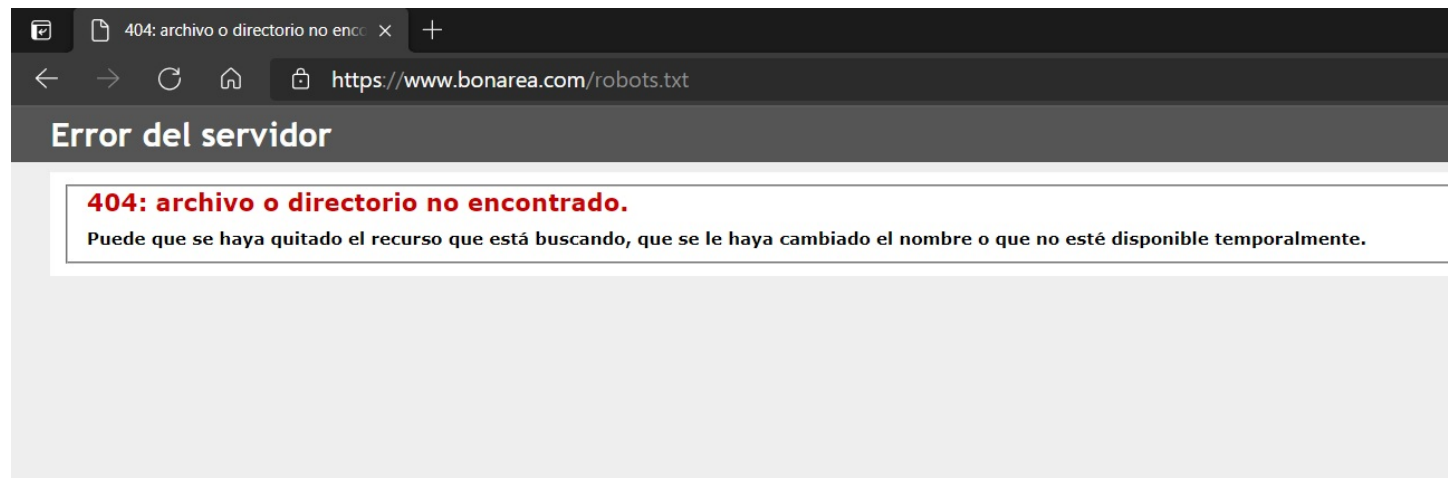 404: archivo o directorio no enco
https://www.bonarea.com/robots.txt
Error del servidor
404: archivo o directorio no encontrado.
Puede que se haya quitado el recurso que está buscando, que se le haya cambiado el nombre o que no esté disponible temporalmente.